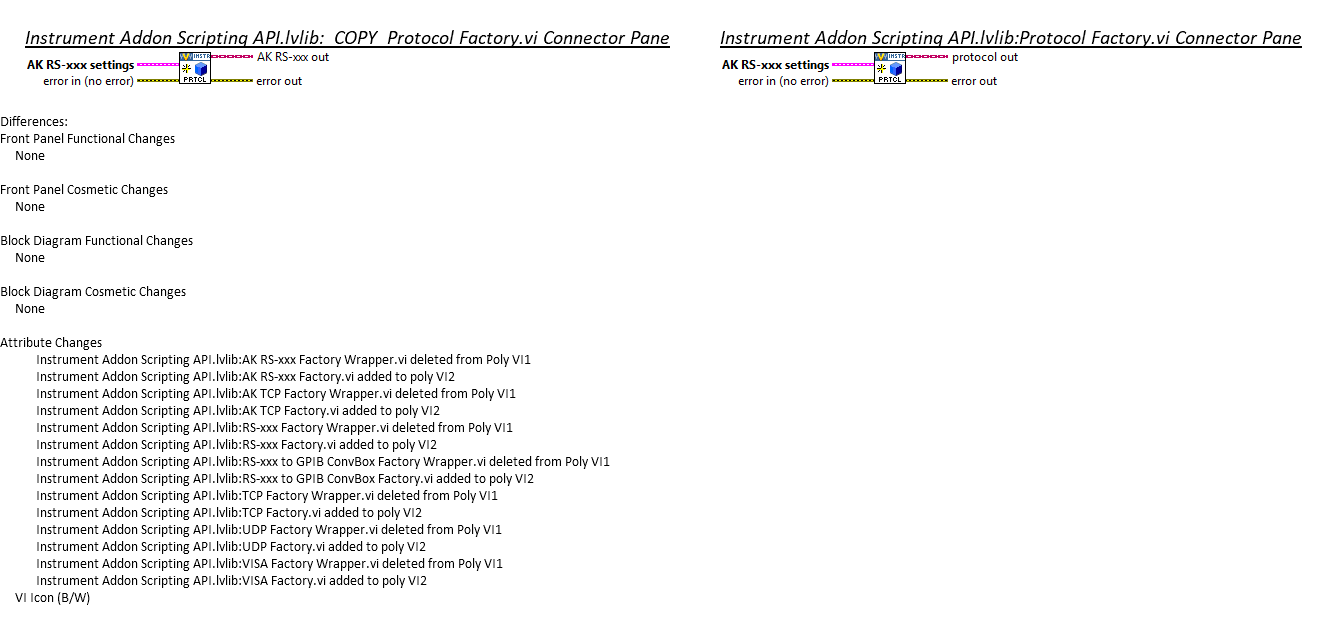 Instrument Addon Scripting API.lvlib:_COPY_Protocol Factory.vi Connector Pane
AK RS-xxx settings
error in (no error)
INSTR
PRTCL
AK RS-xxx out
error out
Instrument Addon Scripting API.lvlib:Protocol Factory.vi Connector Pane
AK RS-xxx settings
error in (no error)
INSTR
PRTCL
protocol out
error out
Differences:
Front Panel Functional Changes
None
Front Panel Cosmetic Changes
None
Block Diagram Functional Changes
None
Block Diagram Cosmetic Changes
None
Attribute Changes
Instrument Addon Scripting API.lvlib:AK RS-xxx Factory Wrapper.vi deleted from Poly VI1
Instrument Addon Scripting API.lvlib:AK RS-xxx Factory.vi added to poly VI2
Instrument Addon Scripting API.lvlib:AK TCP Factory Wrapper.vi deleted from Poly VI1
Instrument Addon Scripting API.lvlib:AK TCP Factory.vi added to poly VI2
Instrument Addon Scripting API.lvlib:RS-xxx Factory Wrapper.vi deleted from Poly VI1
Instrument Addon Scripting API.lvlib:RS-xxx Factory.vi added to poly VI2
Instrument Addon Scripting API.lvlib:RS-xxx to GPIB ConvBox Factory Wrapper.vi deleted from Poly VI1
Instrument Addon Scripting API.lvlib:RS-xxx to GPIB ConvBox Factory.vi added to poly VI2
Instrument Addon Scripting API.lvlib:TCP Factory Wrapper.vi deleted from Poly VI1
Instrument Addon Scripting API.lvlib:TCP Factory.vi added to poly VI2
Instrument Addon Scripting API.lvlib:UDP Factory Wrapper.vi deleted from Poly VI1
Instrument Addon Scripting API.lvlib:UDP Factory.vi added to poly VI2
Instrument Addon Scripting API.lvlib:VISA Factory Wrapper.vi deleted from Poly VI1
Instrument Addon Scripting API.lvlib:VISA Factory.vi added to poly VI2
VI Icon (B/W)